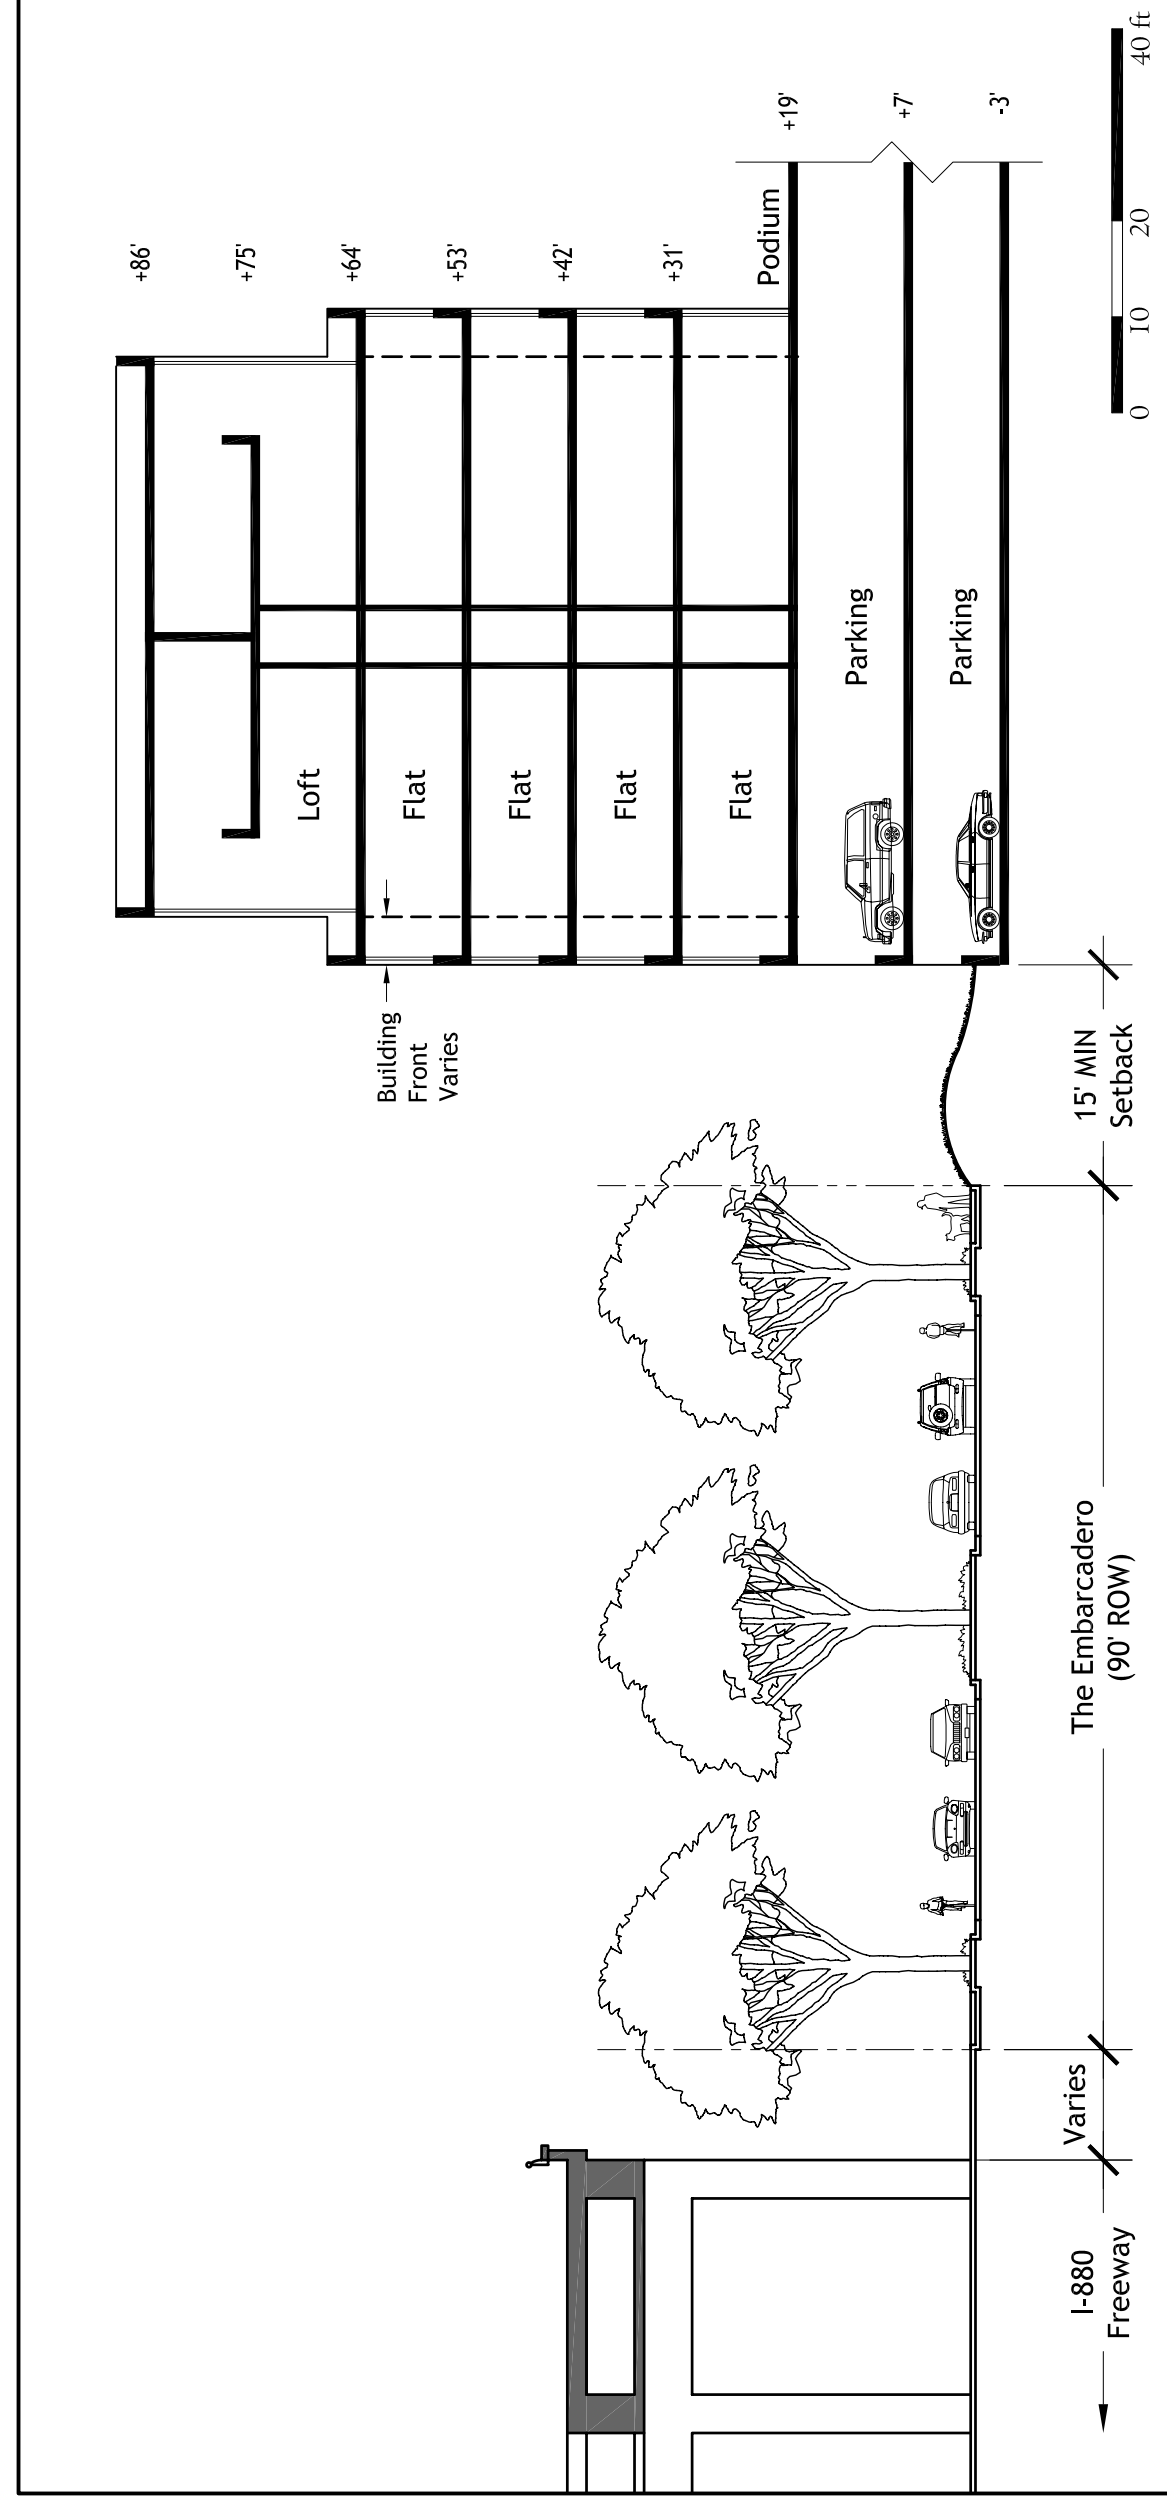 +86'
+75'
+64'
+53'
+42'
+31'
Podium
+19'
+7'
-3'
Loft
Flat
Flat
Flat
Flat
Parking
Parking
Building
Front
Varies
I-880
Freeway
Varies
The Embarcadero
(90' ROW)
15' MIN
Setback
0
10
20
40 ft